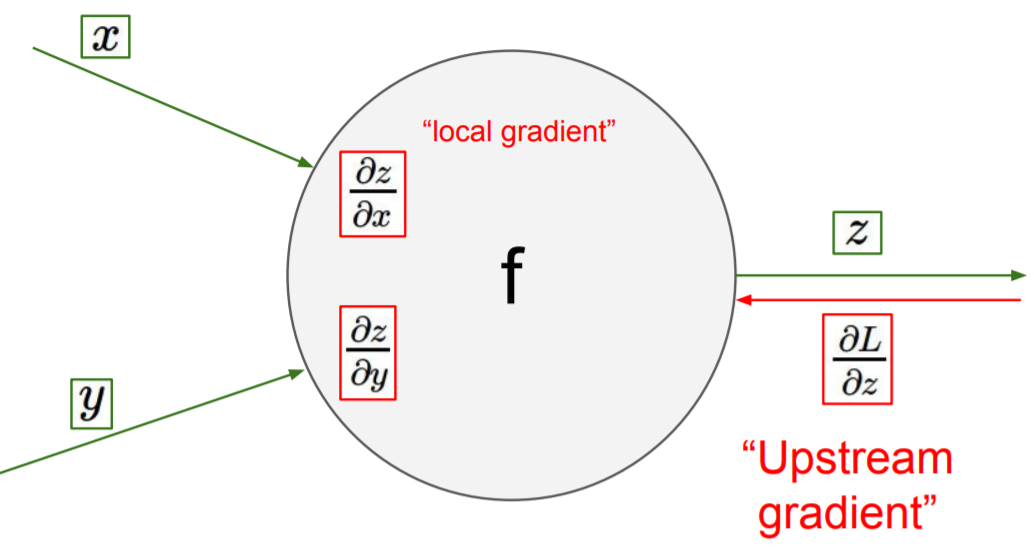 x
“local gradient”
∂z/∂x
f
z
∂z/∂y
∂L/∂z
y
“Upstream
gradient”